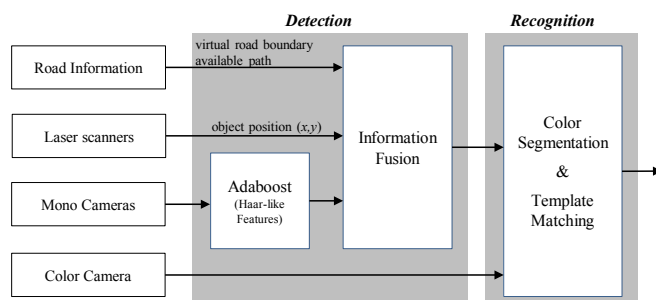 Detection
Recognition
virtual road boundary
available path
Road Information
object position (x,y)
Laser scanners
Information
Fusion
Color
Segmentation
&
Template
Matching
Adaboost
(Haar-like
Features)
Mono Cameras
Color Camera